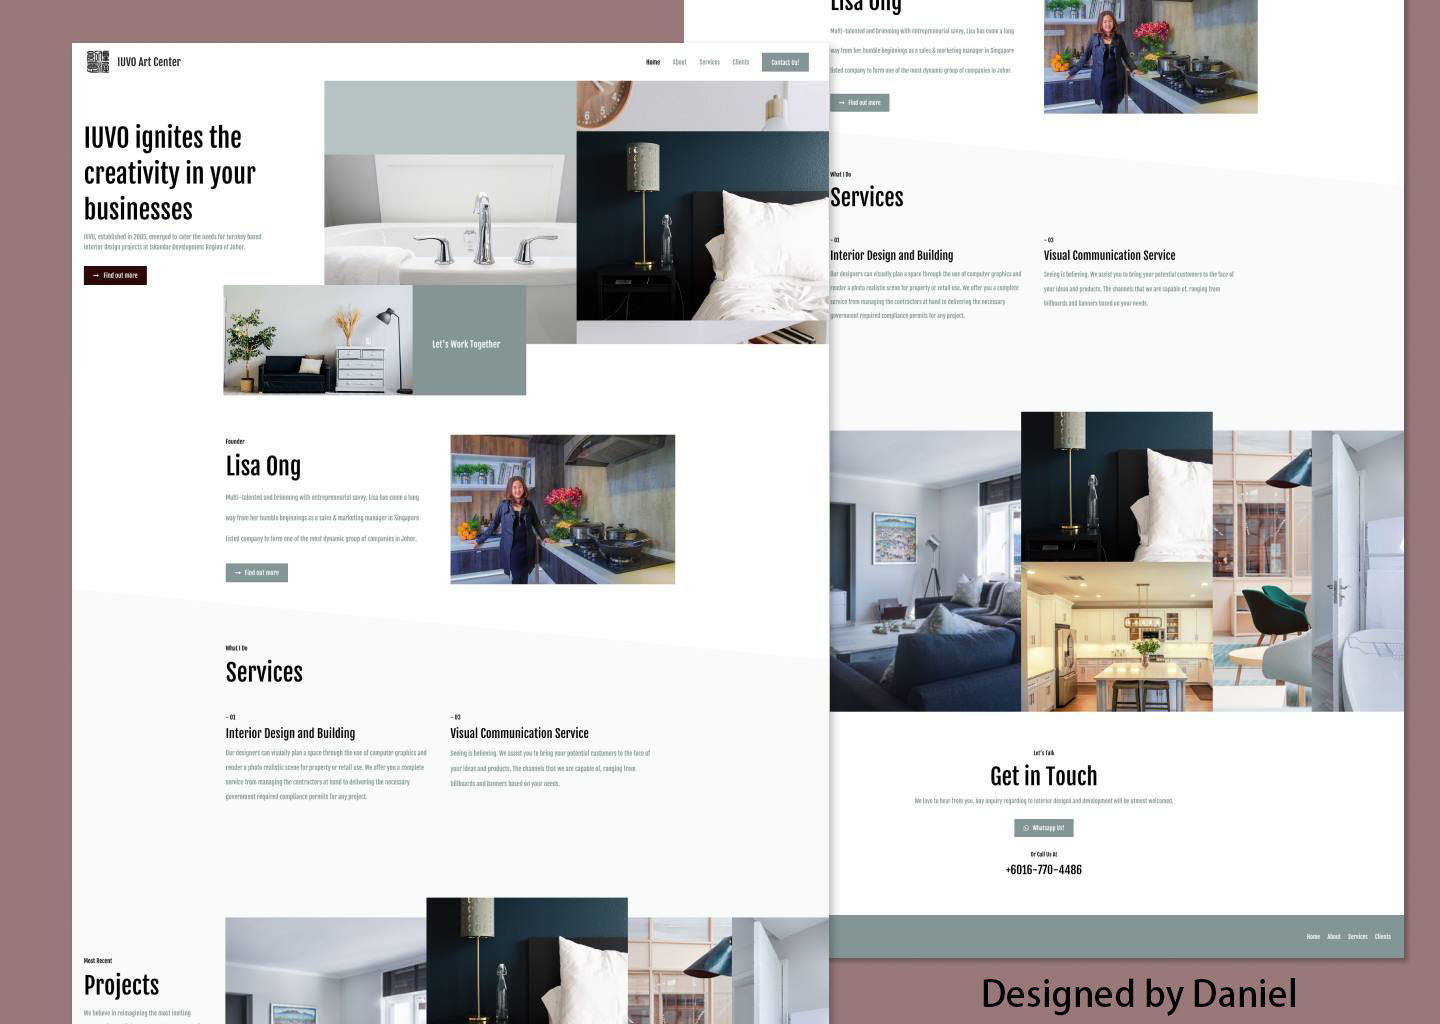 IUVO Art Center
Home
About
Services
Clients
Contact Us!
IUVO ignites the
creativity in your
businesses
IUVO, established in 2005, emerged to cater the needs for turnkey based
interior design projects at Iskandar Development Region of Johor.
Find out more
Let's Work Together
Founder
Lisa Ong
Multi-talented and brimming with entrepreneurial savvy, Lisa has come a long
way from her humble beginnings as a sales & marketing manager in Singapore
listed company to form one of the most dynamic group of companies in Johor.
Find out more
What I Do
Services
- 01
Interior Design and Building
Our designers can visually plan a space through the use of computer graphics and
render a photo realistic scene for property or retail use. We offer you a complete
service from managing the contractors at hand to delivering the necessary
government required compliance permits for any project.
- 03
Visual Communication Service
Seeing is believing. We assist you to bring your potential customers to the face of
your ideas and products. The channels that we are capable of, ranging from
billboards and banners based on your needs.
Most Recent
Projects
We believe in reimagining the most inviting
Lisa Ong
Multi-talented and brimming with entrepreneurial savvy, Lisa has come a long
way from her humble beginnings as a sales & marketing manager in Singapore
listed company to form one of the most dynamic group of companies in Johor.
Find out more
What I Do
Services
- 01
Interior Design and Building
Our designers can visually plan a space through the use of computer graphics and
render a photo realistic scene for property or retail use. We offer you a complete
service from managing the contractors at hand to delivering the necessary
government required compliance permits for any project.
- 03
Visual Communication Service
Seeing is believing. We assist you to bring your potential customers to the face of
your ideas and products. The channels that we are capable of, ranging from
billboards and banners based on your needs.
Let's Talk
Get in Touch
We love to hear from you. Any inquiry regarding to interior designs and development will be utmost welcomed.
Whatsapp Us!
Or Call Us At
+6016-770-4486
Home
About
Services
Clients
Designed by Daniel